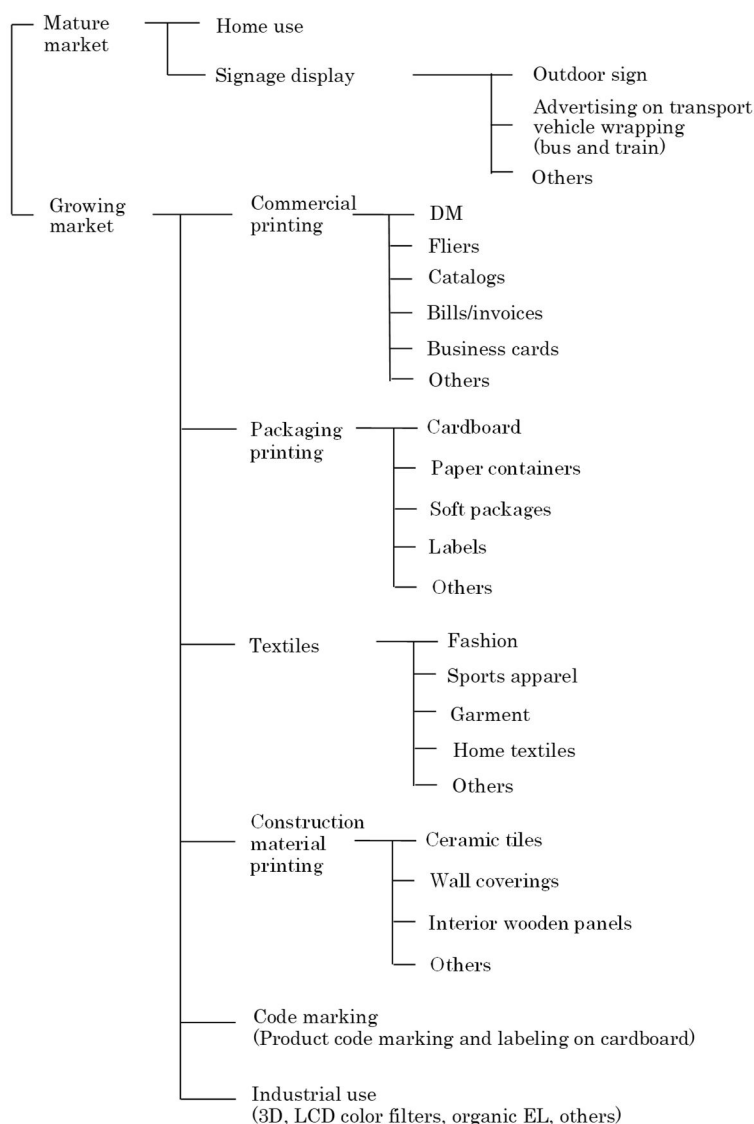 Mature
market
Home use
Signage display
Outdoor sign
Advertising on transport
vehicle wrapping
(bus and train)
Others
Growing
market
Commercial
printing
DM
Fliers
Catalogs
Bills/invoices
Business cards
Others
Packaging
printing
Cardboard
Paper containers
Soft packages
Labels
Others
Textiles
Fashion
Sports apparel
Garment
Home textiles
Others
Construction
material
printing
Ceramic tiles
Wall coverings
Interior wooden panels
Others
Code marking
(Product code marking and labeling on cardboard)
Industrial use
(3D, LCD color filters, organic EL, others)